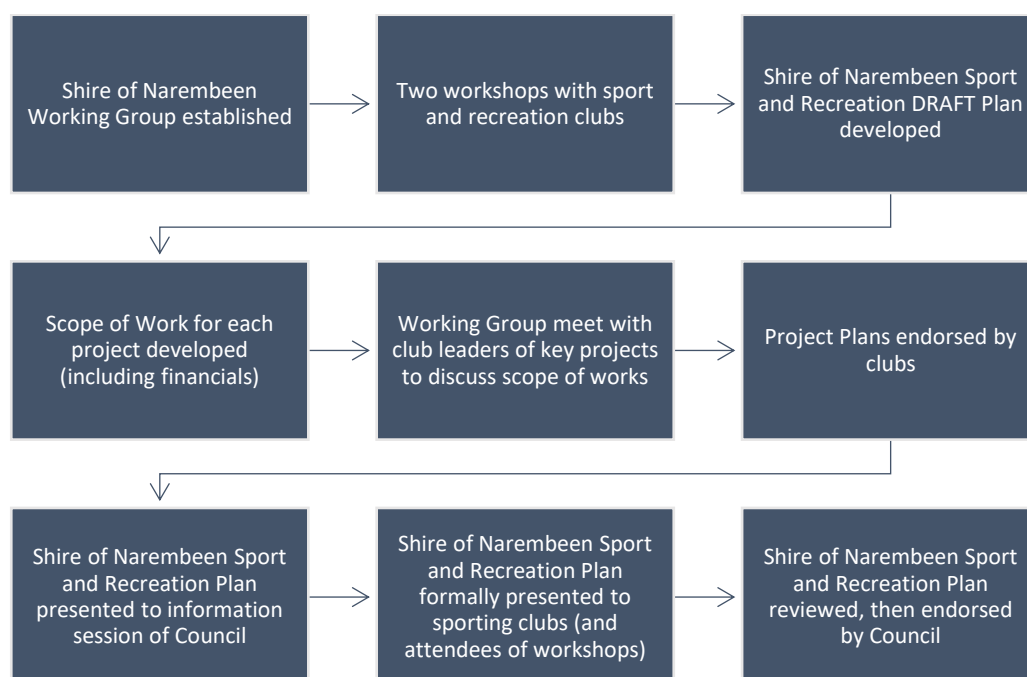 Shire of Narembeen
Working Group established
Two workshops with sport
and recreation clubs
Shire of Narembeen Sport
and Recreation DRAFT Plan
developed
Scope of Work for each
project developed
(including financials)
Working Group meet with
club leaders of key projects
to discuss scope of works
Project Plans endorsed by
clubs
Shire of Narembeen Sport
and Recreation Plan
presented to information
session of Council
Shire of Narembeen Sport
and Recreation Plan
formally presented to
sporting clubs (and
attendees of workshops)
Shire of Narembeen Sport
and Recreation Plan
reviewed, then endorsed
by Council